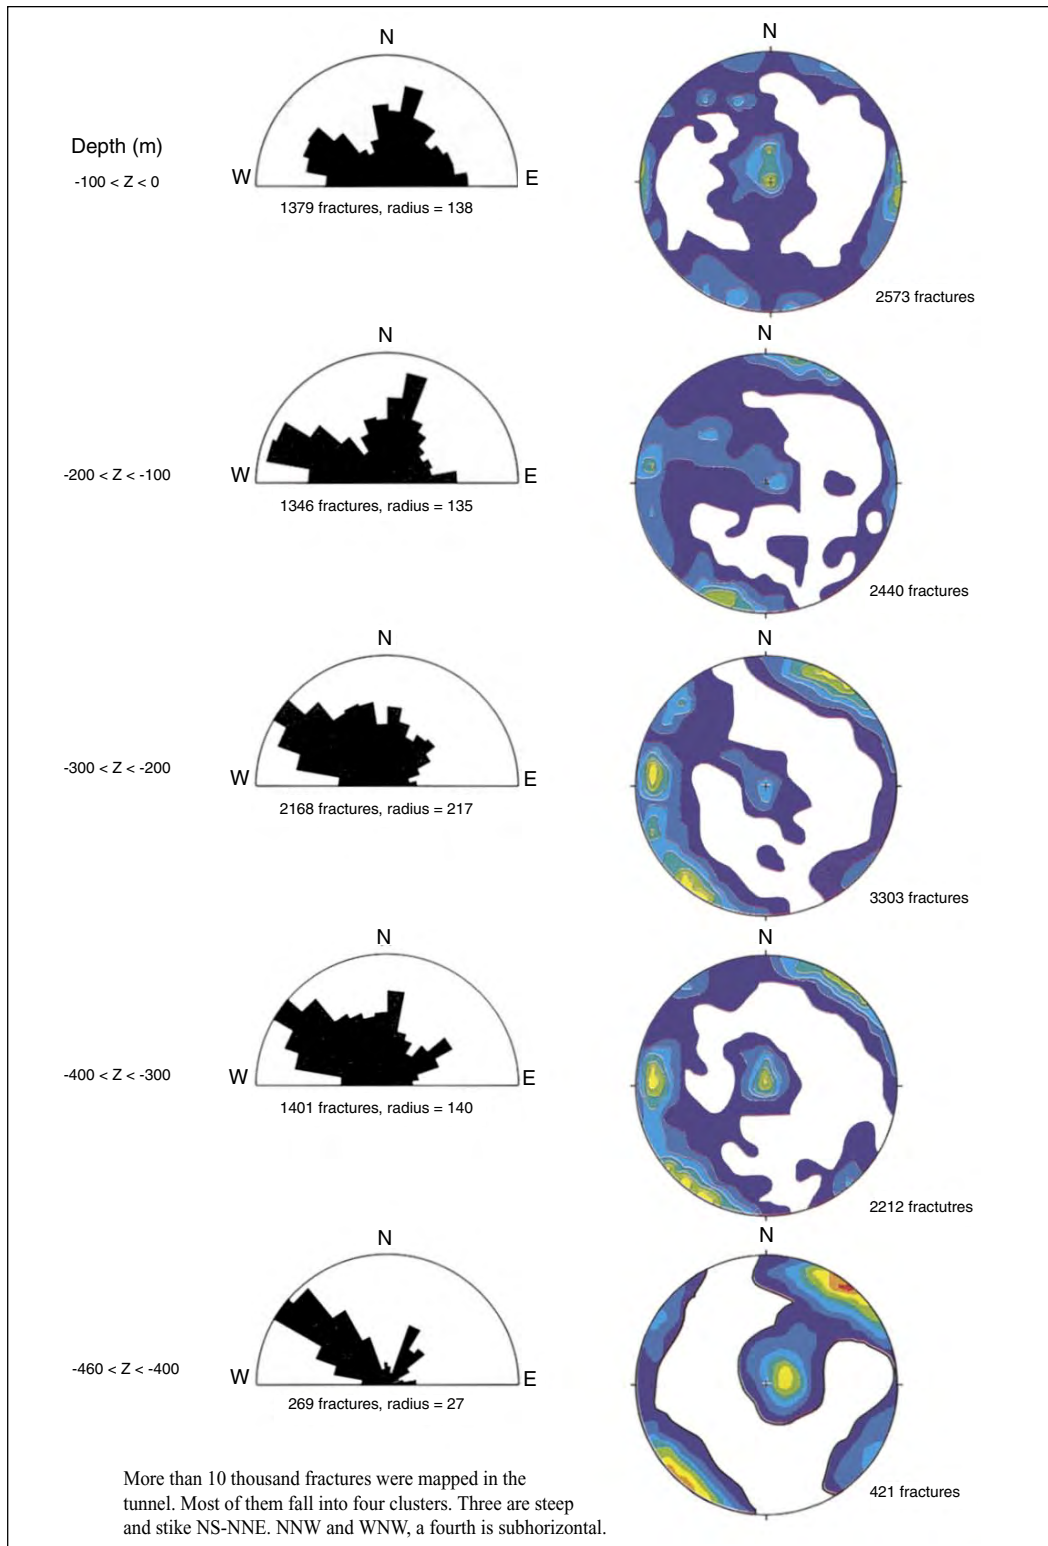 N
N
Depth (m)
-100 < Z < 0
W
E
1379 fractures, radius = 138
2573 fractures
N
N
-200 < Z < -100
W
E
1346 fractures, radius = 135
2440 fractures
N
N
-300 < Z < -200
W
E
2168 fractures, radius = 217
3303 fractures
N
N
-400 < Z < -300
W
E
1401 fractures, radius = 140
2212 fractutres
N
N
-460 < Z < -400
W
E
269 fractures, radius = 27
421 fractures
More than 10 thousand fractures were mapped in the
tunnel. Most of them fall into four clusters. Three are steep
and stike NS-NNE. NNW and WNW, a fourth is subhorizontal.